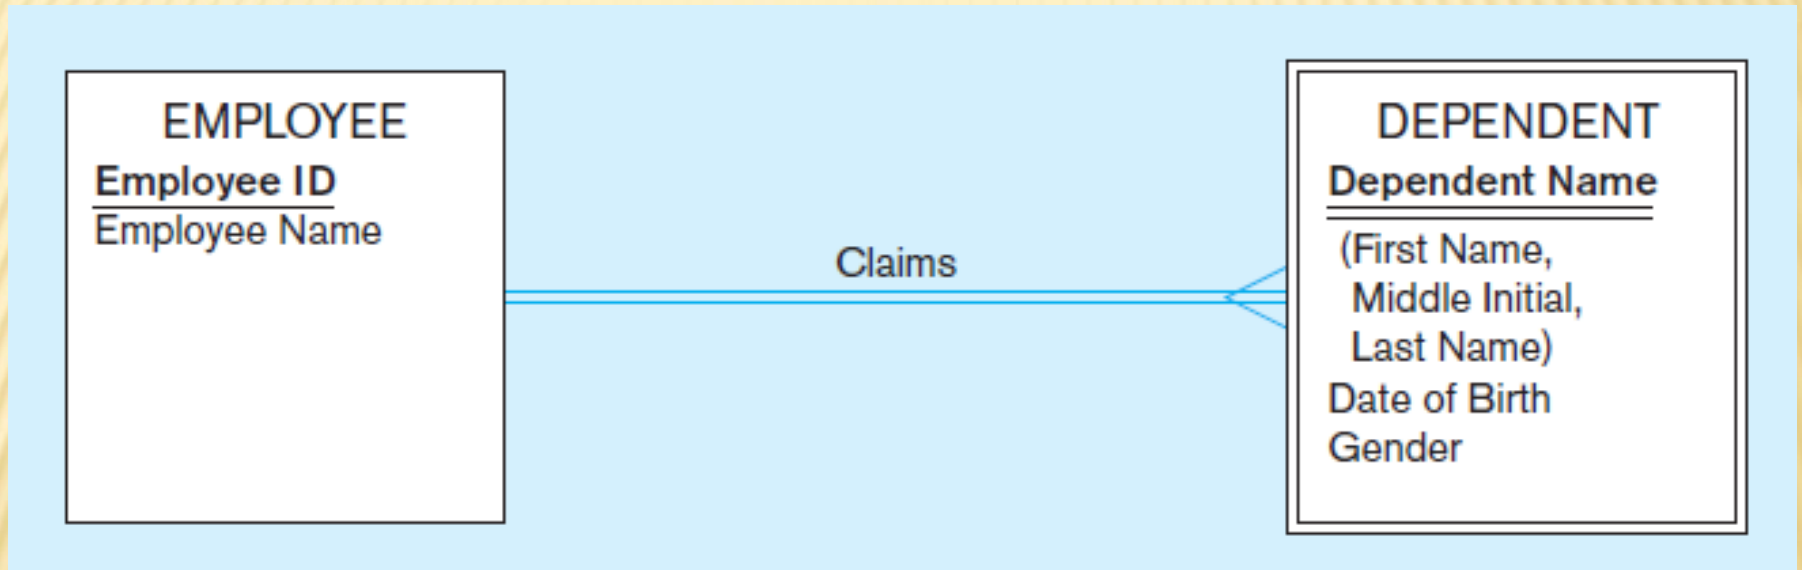 EMPLOYEE
Employee ID
Employee Name
Claims
DEPENDENT
Dependent Name
(First Name,
Middle Initial,
Last Name)
Date of Birth
Gender